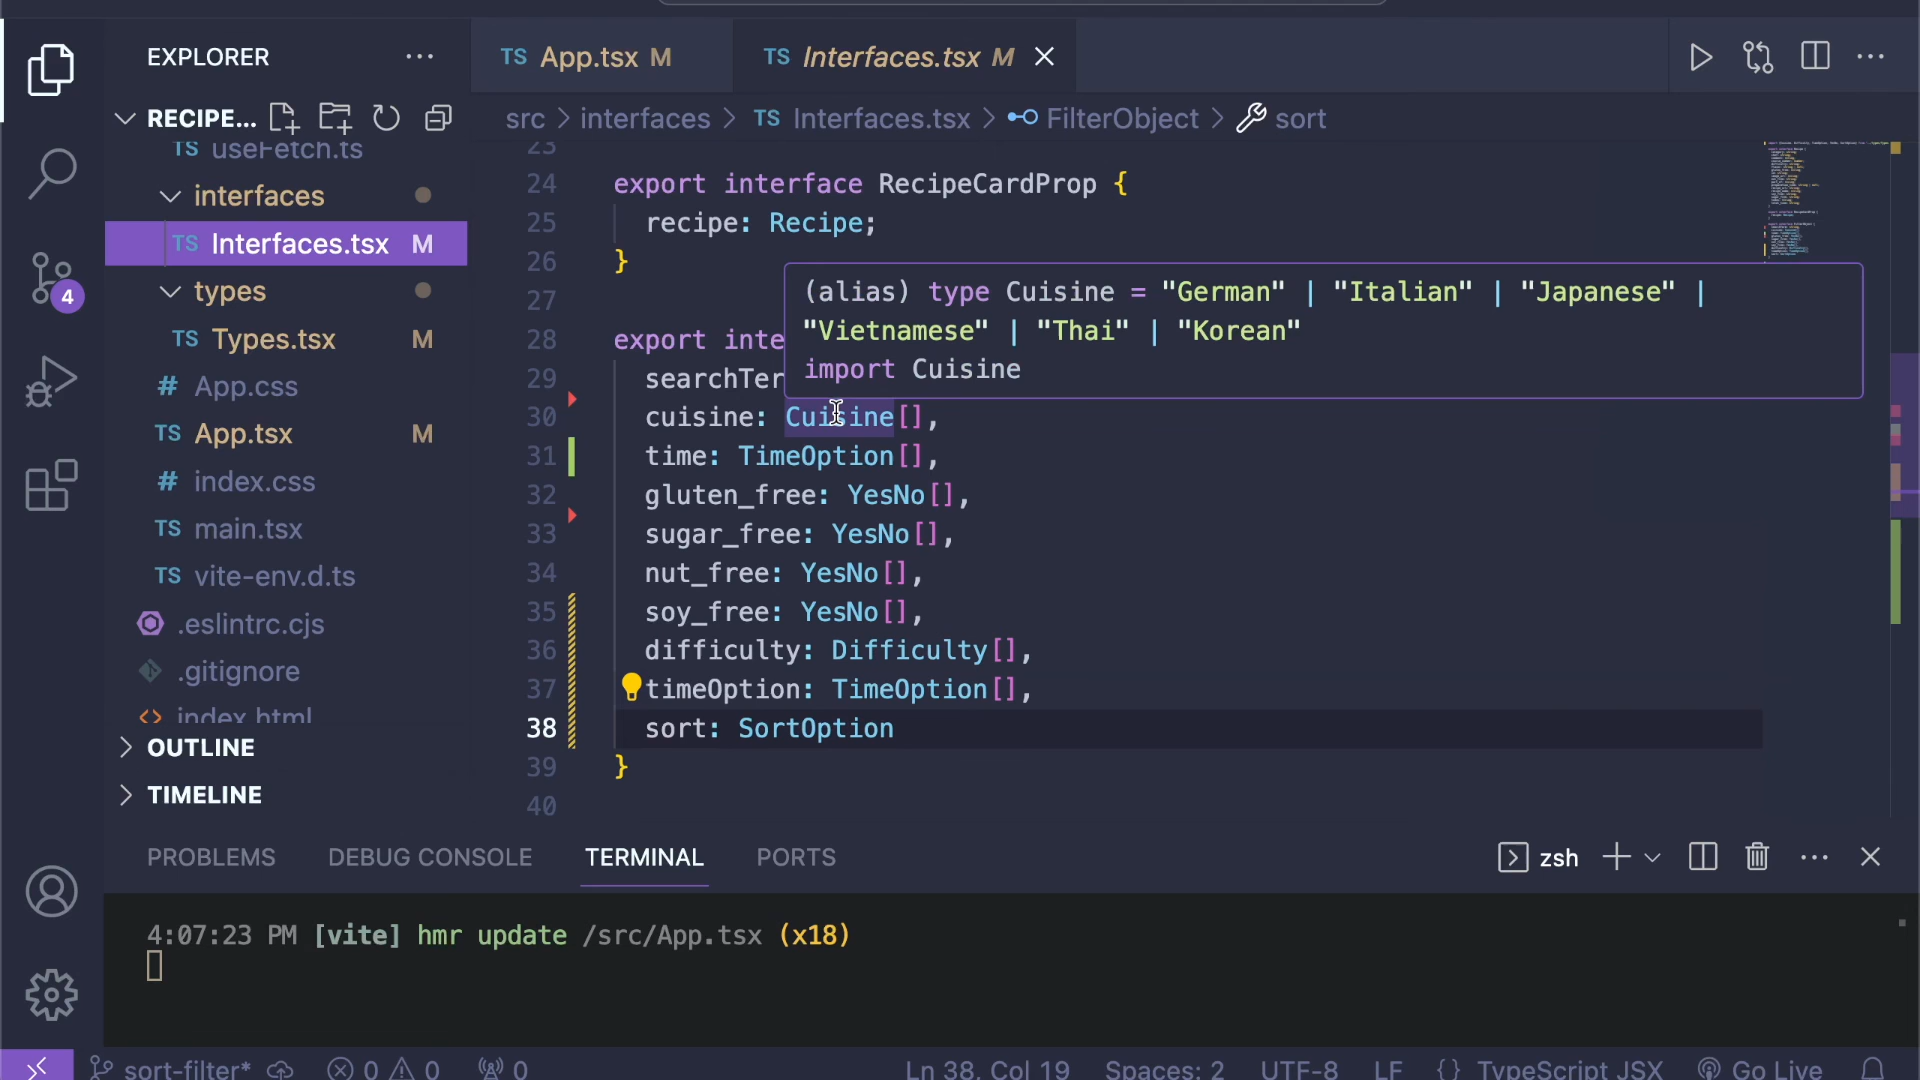 EXPLORER
TS App.tsx M
TS Interfaces.tsx M
RECIPE...
src > interfaces > TS Interfaces.tsx > FilterObject > sort
TS useFetch.ts
interfaces
TS Interfaces.tsx M
types
TS Types.tsx M
# App.css
TS App.tsx M
# index.css
TS main.tsx
TS vite-env.d.ts
.eslintrc.cjs
.gitignore
index.html
OUTLINE
TIMELINE
4
23
24 export interface RecipeCardProp {
25 recipe: Recipe;
26 }
27
(alias) type Cuisine = "German" | "Italian" | "Japanese" |
"Vietnamese" | "Thai" | "Korean"
import Cuisine
28 export inte
29 searchTer
30 cuisine: Cuisine[],
31 time: TimeOption[],
32 gluten_free: YesNo[],
33 sugar_free: YesNo[],
34 nut_free: YesNo[],
35 soy_free: YesNo[],
36 difficulty: Difficulty[],
37 timeOption: TimeOption[],
38 sort: SortOption
39 }
40
PROBLEMS DEBUG CONSOLE TERMINAL PORTS
zsh
4:07:23 PM [vite] hmr update /src/App.tsx (x18)
sort-filter* 0 0 0 Ln 38, Col 19 Spaces: 2 UTF-8 LF {} TypeScript JSX Go Live